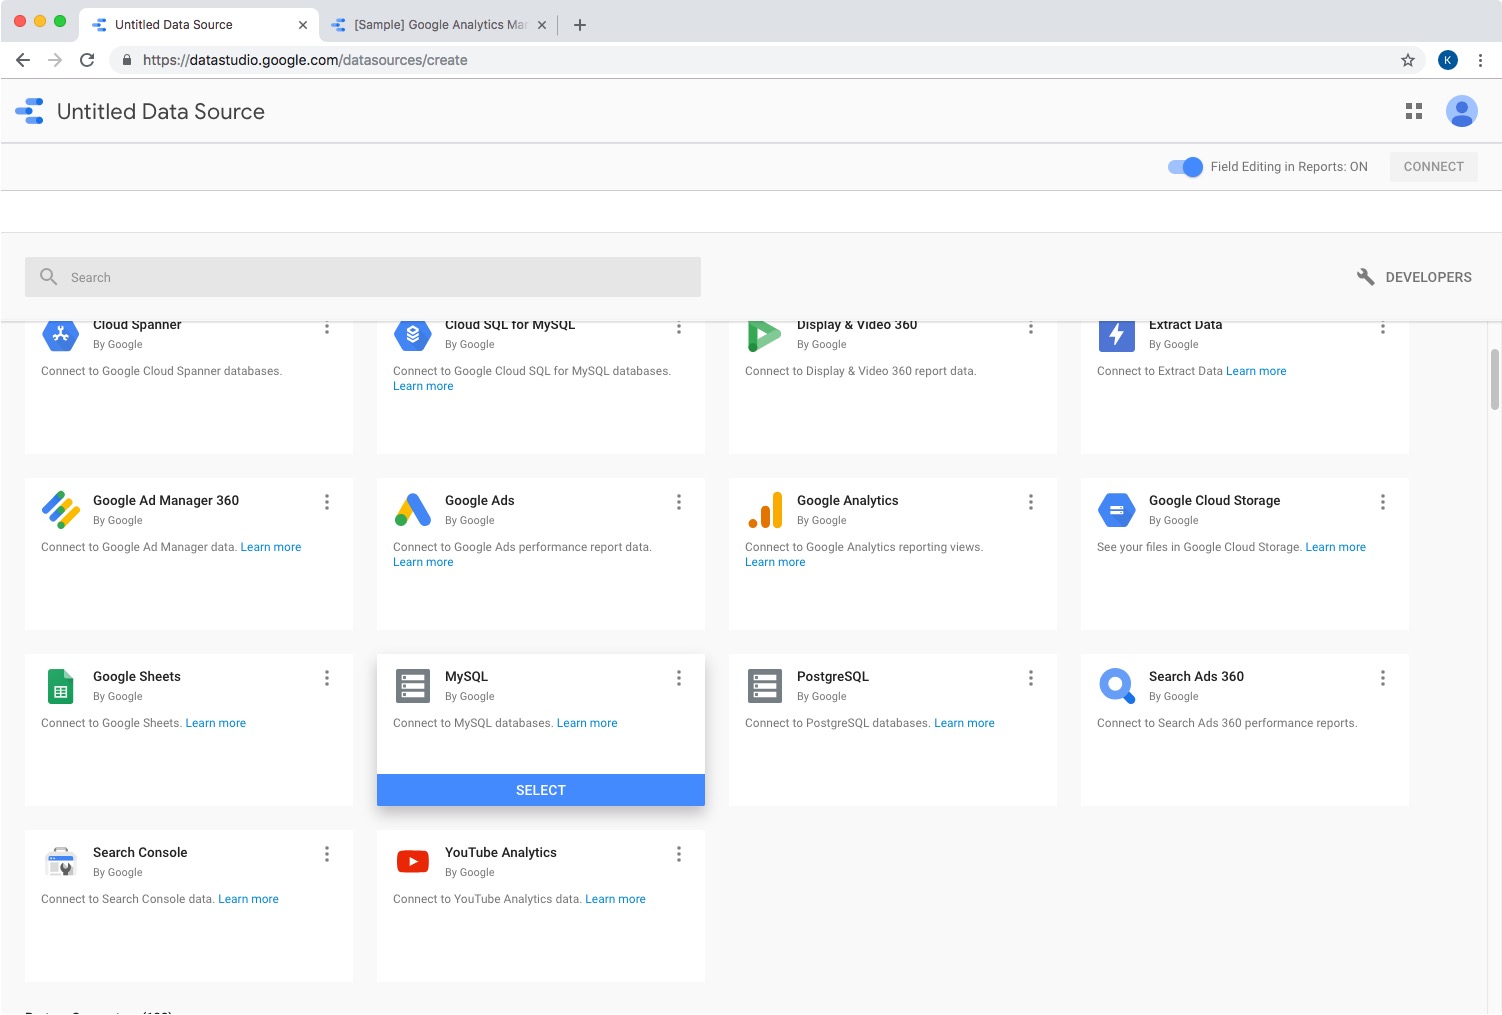 Untitled Data Source
[Sample] Google Analytics Mar
https://datastudio.google.com/datasources/create
K
Untitled Data Source
Field Editing in Reports: ON
CONNECT
Search
DEVELOPERS
Cloud Spanner
By Google
Connect to Google Cloud Spanner databases.
Cloud SQL for MySQL
By Google
Connect to Google Cloud SQL for MySQL databases.
Learn more
Display & Video 360
By Google
Connect to Display & Video 360 report data.
Extract Data
By Google
Connect to Extract Data Learn more
Google Ad Manager 360
By Google
Connect to Google Ad Manager data. Learn more
Google Ads
By Google
Connect to Google Ads performance report data.
Learn more
Google Analytics
By Google
Connect to Google Analytics reporting views.
Learn more
Google Cloud Storage
By Google
See your files in Google Cloud Storage. Learn more
Google Sheets
By Google
Connect to Google Sheets. Learn more
MySQL
By Google
Connect to MySQL databases. Learn more
SELECT
PostgreSQL
By Google
Connect to PostgreSQL databases. Learn more
Search Ads 360
By Google
Connect to Search Ads 360 performance reports.
Search Console
By Google
Connect to Search Console data. Learn more
YouTube Analytics
By Google
Connect to YouTube Analytics data. Learn more